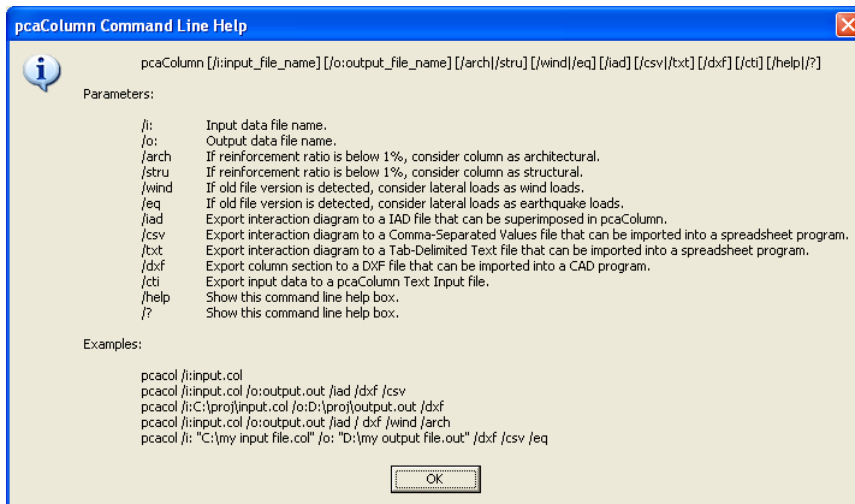 pcaColumn Command Line Help
pcaColumn [/i:input_file_name] [/o:output_file_name] [/arch|/stru] [/wind|/eq] [/iad] [/csv|/txt] [/dxf] [/cti] [/help|/?]
Parameters:
/i: Input data file name.
/o: Output data file name.
/arch If reinforcement ratio is below 1%, consider column as architectural.
/stru If reinforcement ratio is below 1%, consider column as structural.
/wind If old file version is detected, consider lateral loads as wind loads.
/eq If old file version is detected, consider lateral loads as earthquake loads.
/iad Export interaction diagram to a IAD file that can be superimposed in pcaColumn.
/csv Export interaction diagram to a Comma-Separated Values file that can be imported into a spreadsheet program.
/txt Export interaction diagram to a Tab-Delimited Text file that can be imported into a spreadsheet program.
/dxf Export column section to a DXF file that can be imported into a CAD program.
/cti Export input data to a pcaColumn Text Input file.
/help Show this command line help box.
/? Show this command line help box.
Examples:
pcacol /i:input.col
pcacol /i:input.col /o:output.out /iad /dxf /csv
pcacol /i:C:\proj\input.col /o:D:\proj\output.out /dxf
pcacol /i:input.col /o:output.out /iad / dxf /wind /arch
pcacol /i: "C:\my input file.col" /o: "D:\my output file.out" /dxf /csv /eq
OK